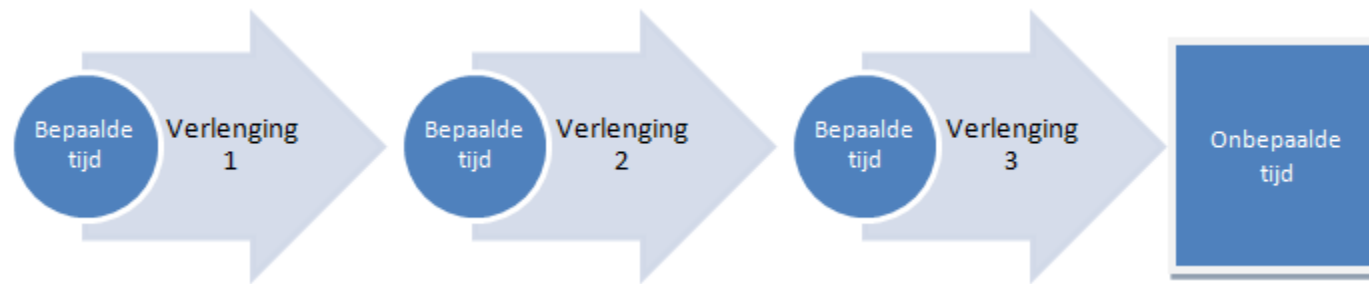 Bepaalde
tijd
Verlenging
1
Bepaalde
tijd
Verlenging
2
Bepaalde
tijd
Verlenging
3
Onbepaalde
tijd